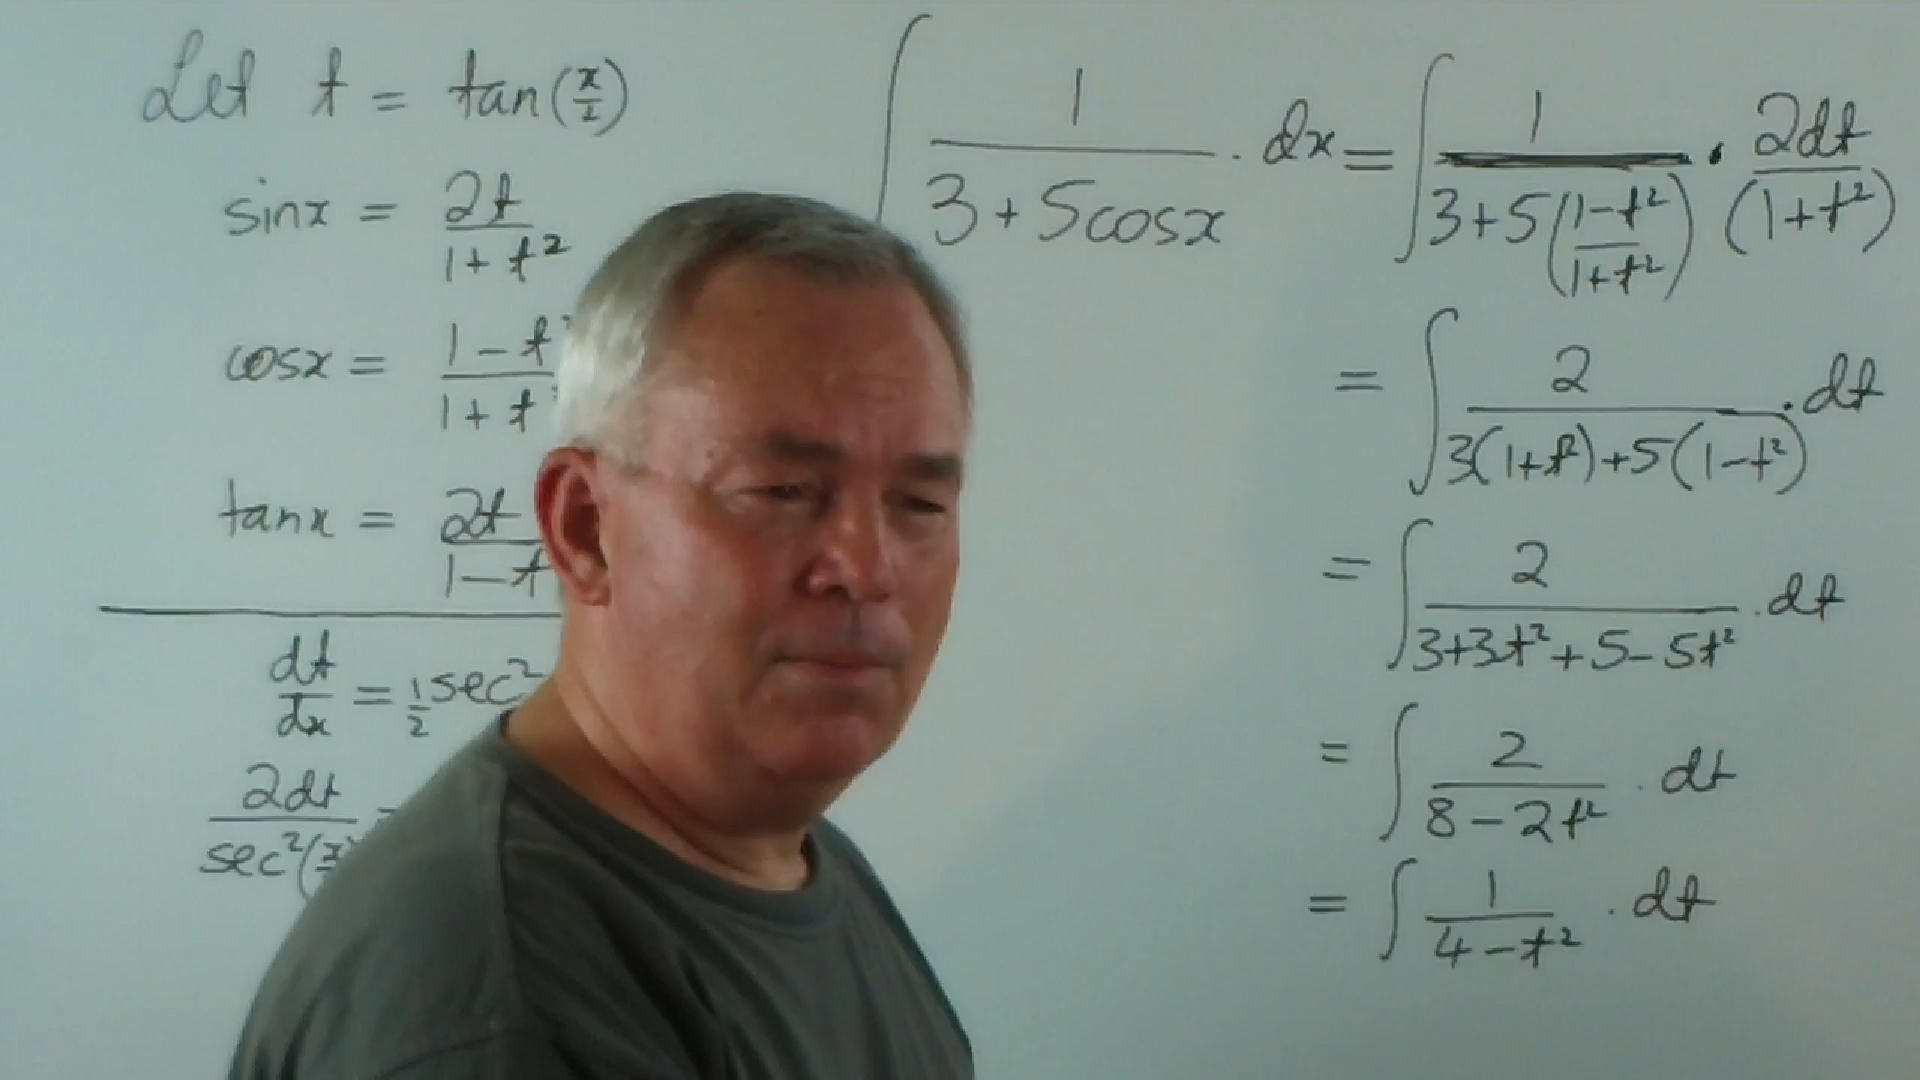 Let t = tan(x/2)
sinx = 2t/1+t²
cosx = 1-t/1+t
tanx = 2t/1-t
dt/dx = ½sec²
2dt/sec²(x/2
∫ 1/3+5cosx . dx = ∫ 1/3+5(1-t²/1+t²) · 2dt/(1+t²)
= ∫ 2/3(1+t²)+5(1-t²) . dt
= ∫ 2/3+3t²+5-5t² . dt
= ∫ 2/8-2t² . dt
= ∫ 1/4-t² . dt